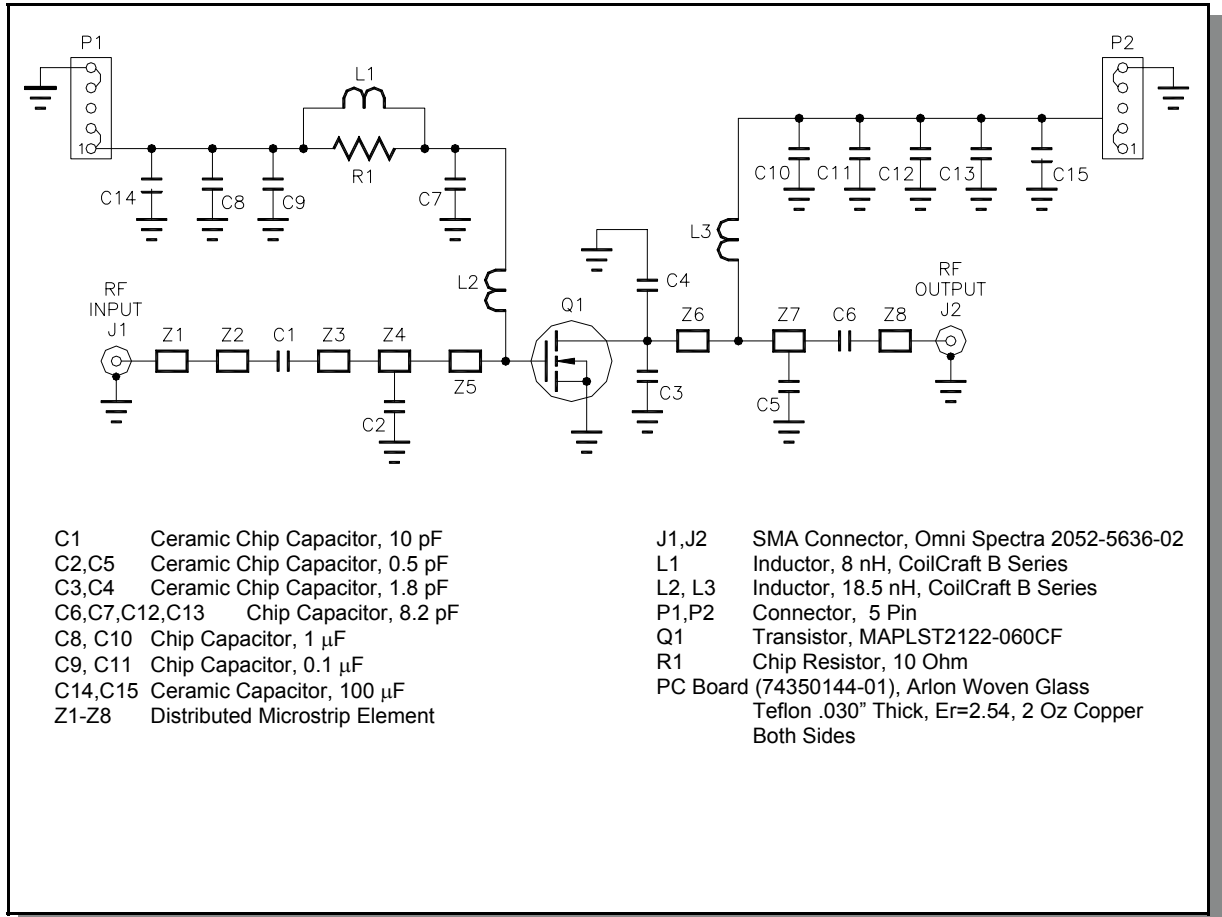 P1
P2
L1
R1
1
1
C14
C8
C9
C7
C10
C11
C12
C13
C15
L2
L3
RF
INPUT
J1
Z1
Z2
C1
Z3
Z4
Z5
C2
Q1
C4
C3
Z6
Z7
C5
C6
Z8
RF
OUTPUT
J2
C1 Ceramic Chip Capacitor, 10 pF
C2,C5 Ceramic Chip Capacitor, 0.5 pF
C3,C4 Ceramic Chip Capacitor, 1.8 pF
C6,C7,C12,C13 Chip Capacitor, 8.2 pF
C8, C10 Chip Capacitor, 1 μF
C9, C11 Chip Capacitor, 0.1 μF
C14,C15 Ceramic Capacitor, 100 μF
Z1-Z8 Distributed Microstrip Element
J1,J2 SMA Connector, Omni Spectra 2052-5636-02
L1 Inductor, 8 nH, CoilCraft B Series
L2, L3 Inductor, 18.5 nH, CoilCraft B Series
P1,P2 Connector, 5 Pin
Q1 Transistor, MAPLST2122-060CF
R1 Chip Resistor, 10 Ohm
PC Board (74350144-01), Arlon Woven Glass
Teflon .030” Thick, Er=2.54, 2 Oz Copper
Both Sides